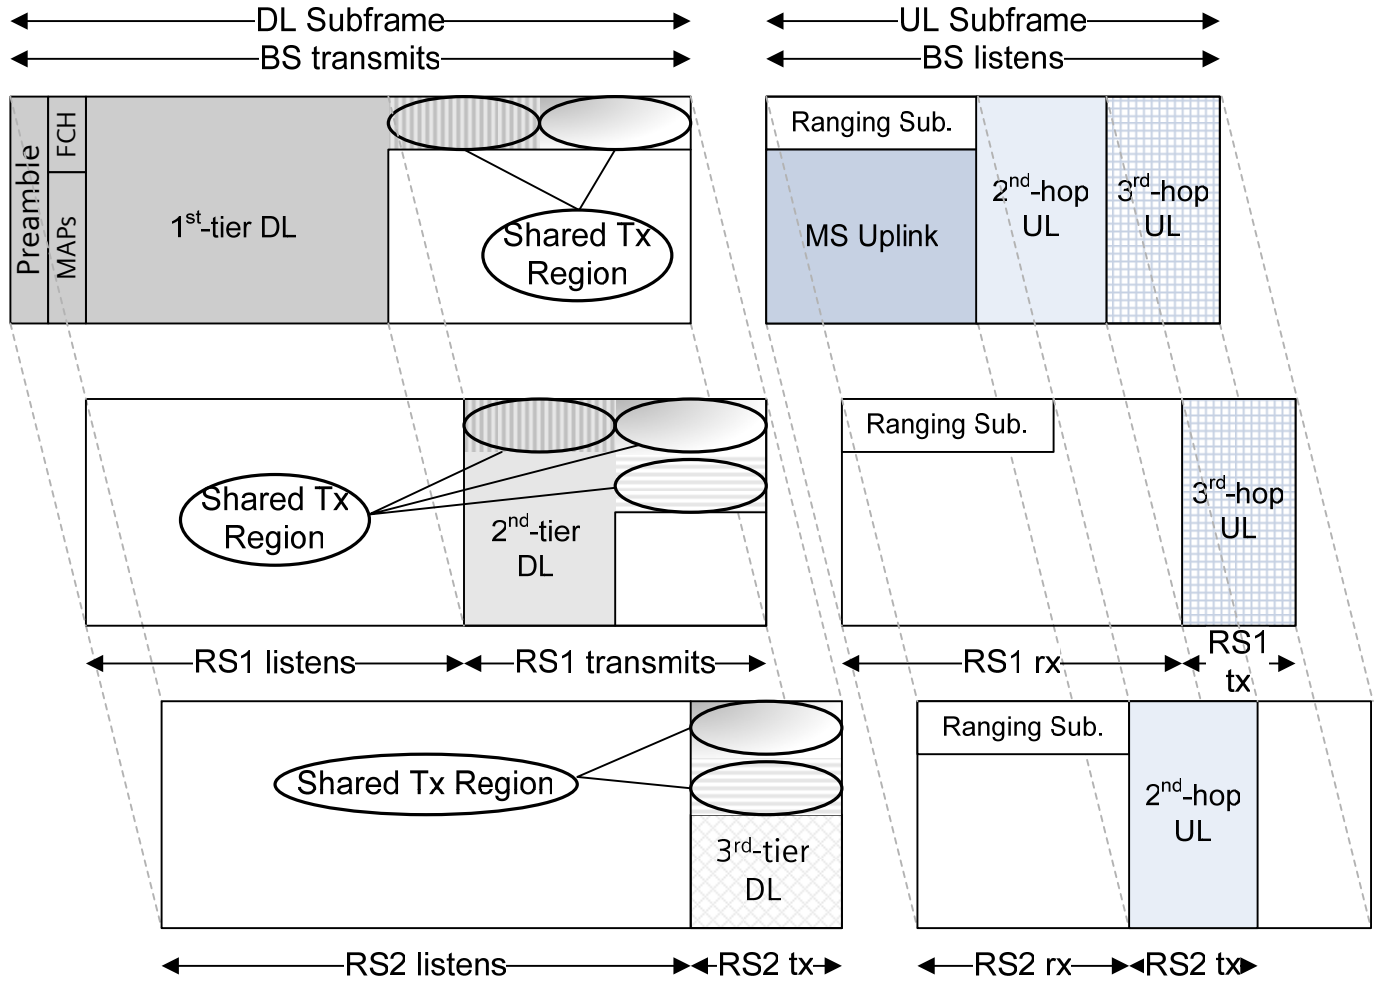 DL Subframe
UL Subframe
BS transmits
BS listens
Preamble
FCH
MAPs
1st-tier DL
Shared Tx
Region
Ranging Sub.
MS Uplink
2nd-hop
UL
3rd-hop
UL
Shared Tx
Region
2nd-tier
DL
Ranging Sub.
3rd-hop
UL
RS1 listens
RS1 transmits
RS1 rx
RS1
tx
Shared Tx Region
3rd-tier
DL
Ranging Sub.
2nd-hop
UL
RS2 listens
RS2 tx
RS2 rx
RS2 tx